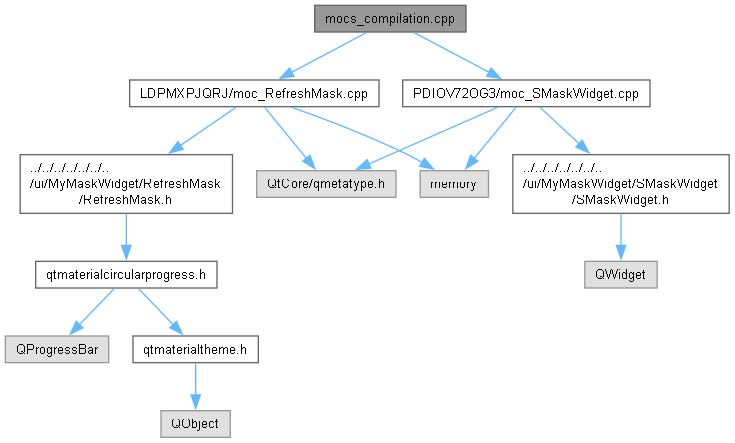 mocs_compilation.cpp
LDPMXPJQRJ/moc_RefreshMask.cpp
PDIOV72OG3/moc_SMaskWidget.cpp
../../../../../../..
/ui/MyMaskWidget/RefreshMask
/RefreshMask.h
QtCore/qmetatype.h
memory
../../../../../../..
/ui/MyMaskWidget/SMaskWidget
/SMaskWidget.h
qtmaterialcircularprogress.h
QWidget
QProgressBar
qtmaterialtheme.h
QObject